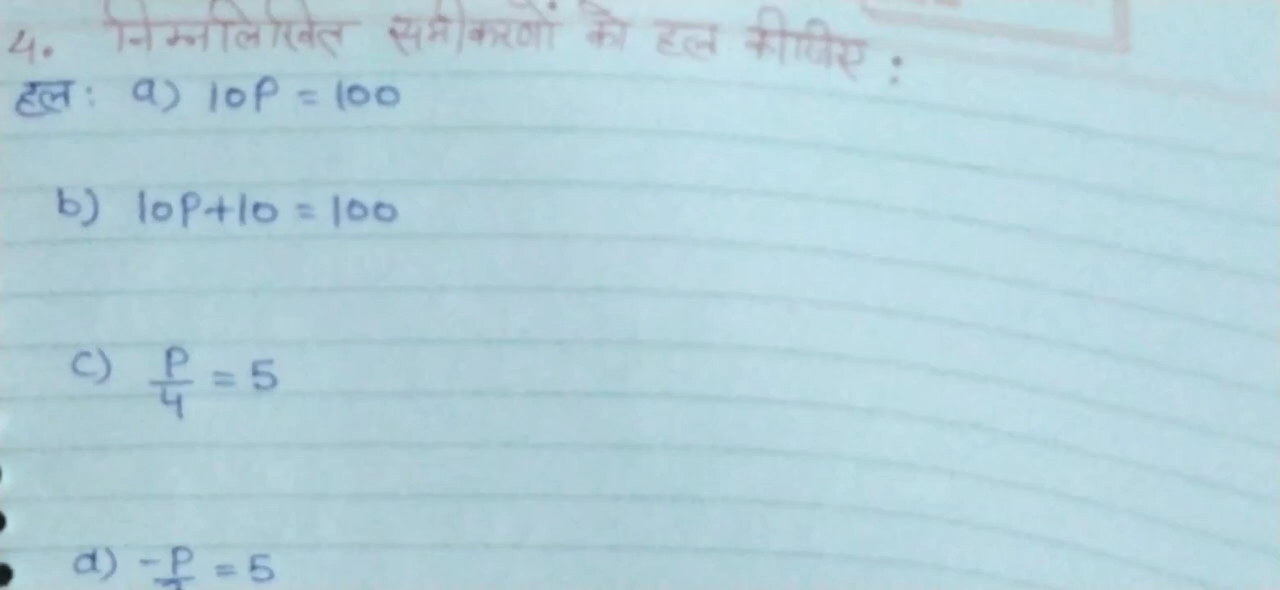 4. निम्नलिखित समीकरणों को हल कीजिए :
हल: a) 10P = 100
b) 10P+10 = 100
c) P/4 = 5
d) -P = 5